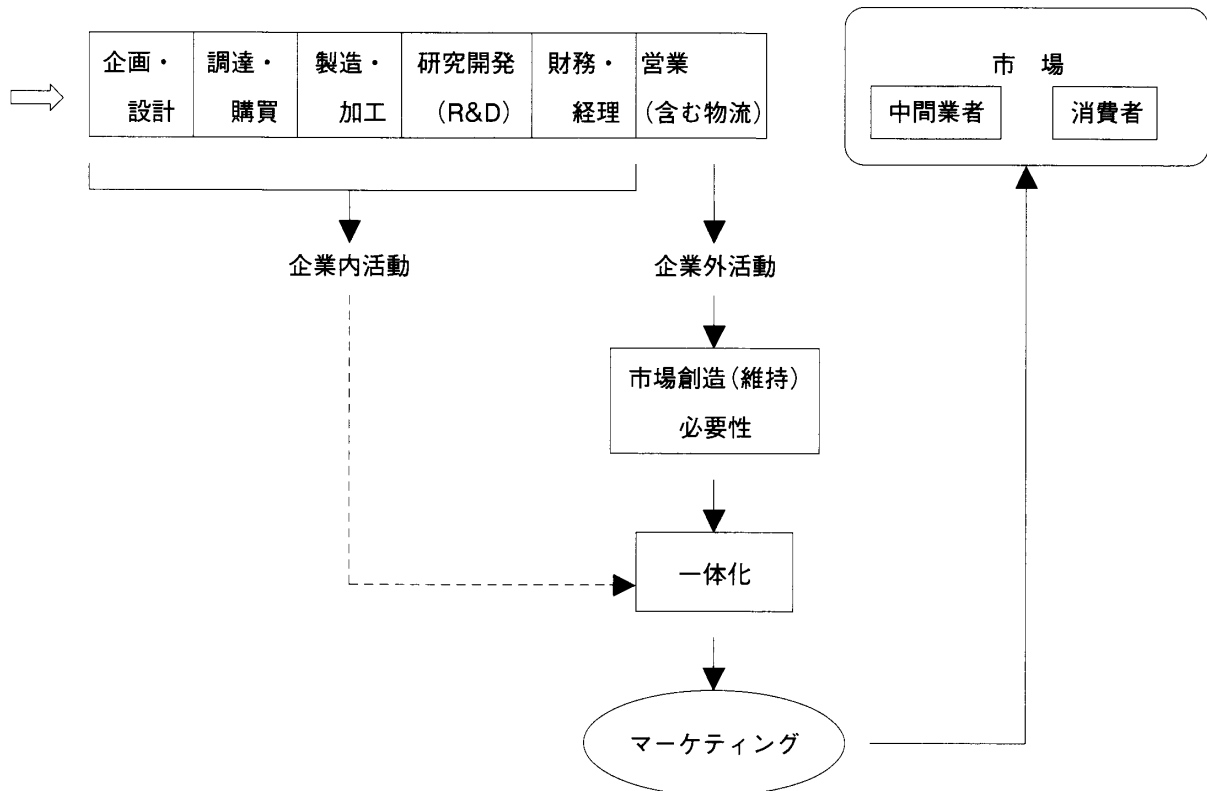 企画・
設計
調達・
購買
製造・
加工
研究開発
(R&D)
財務・
経理
営業
(含む物流)
市 場
中間業者
消費者
企業内活動
企業外活動
市場創造(維持)
必要性
一体化
マーケティング